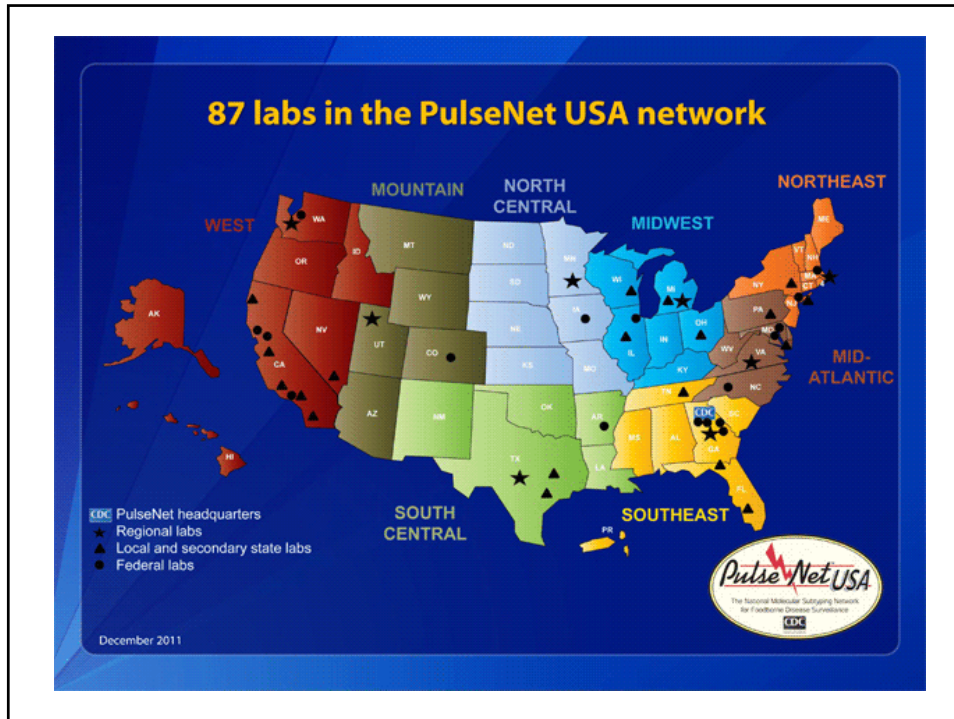 87 labs in the PulseNet USA network
NORTHEAST
NORTH
CENTRAL
MOUNTAIN
MIDWEST
WEST
MID-
ATLANTIC
SOUTH
CENTRAL
SOUTHEAST
WA
OR
ID
MT
WY
NV
CA
UT
CO
AZ
NM
ND
SD
NE
KS
MN
IA
MO
OK
AR
TX
LA
WI
MI
IL
IN
OH
KY
TN
MS
AL
GA
SC
FL
NC
VA
WV
PA
MD
NJ
NY
CT
MA
VT
NH
ME
AK
HI
PR
CDC
CDC PulseNet headquarters
Regional labs
Local and secondary state labs
Federal labs
December 2011
PulseNet USA
The National Molecular Subtyping Network
for Foodborne Disease Surveillance
CDC